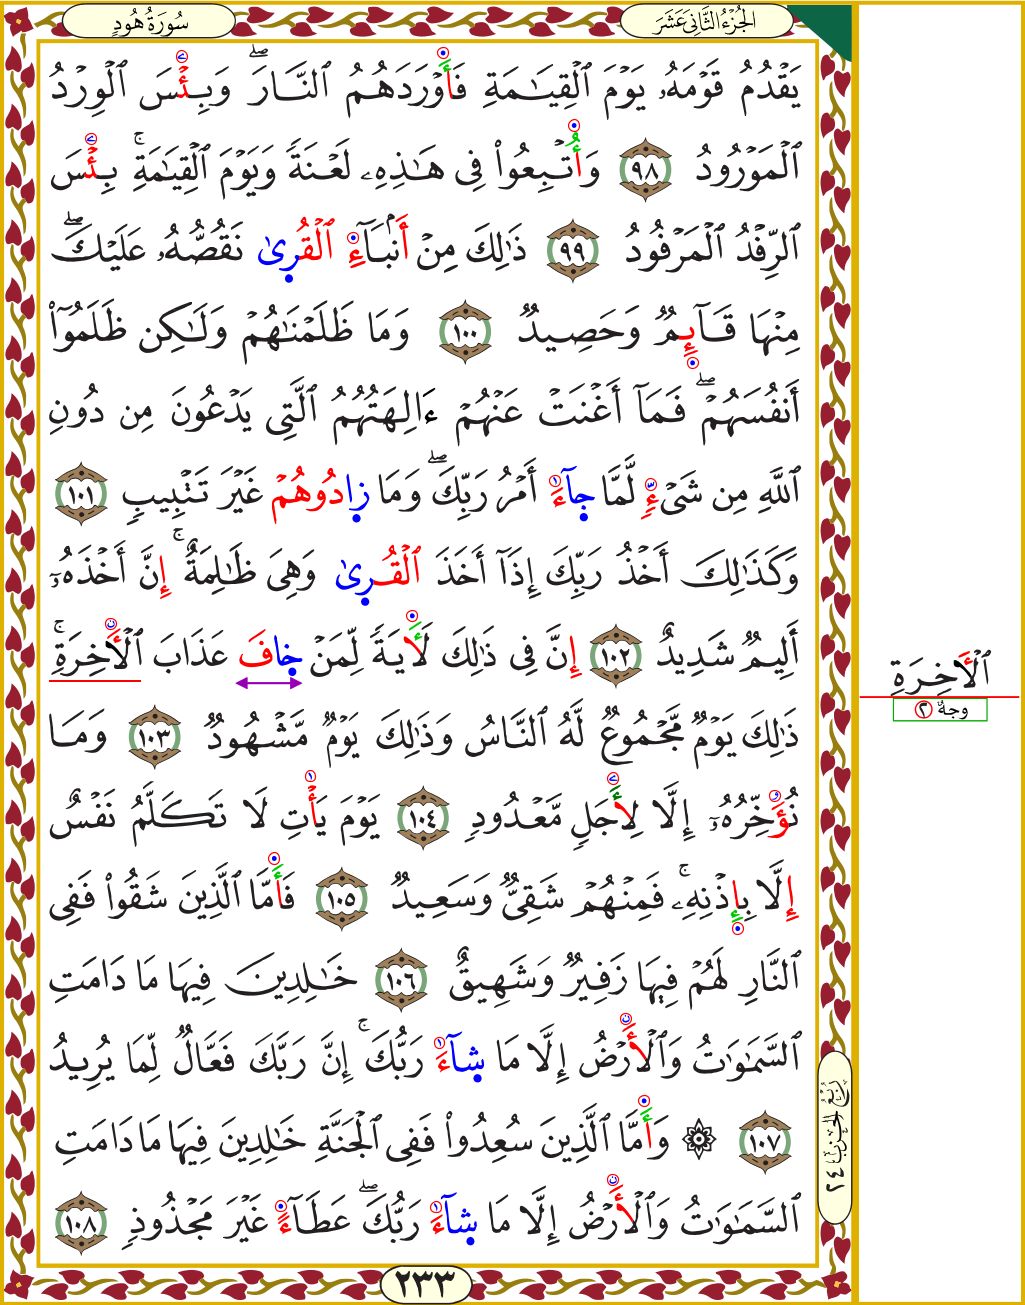 الجُزْءُ الثَّانِيَ عَشَرَ
سُورَةُ هُودٍ
يَقْدُمُ قَوْمَهُۥ يَوْمَ ٱلْقِيَـٰمَةِ فَأَوْرَدَهُمُ ٱلنَّارَ ۖ وَبِئْسَ ٱلْوِرْدُ
ٱلْمَوْرُودُ ٩٨ وَأُتْبِعُوا۟ فِى هَـٰذِهِۦ لَعْنَةً وَيَوْمَ ٱلْقِيَـٰمَةِ ۚ بِئْسَ
ٱلرِّفْدُ ٱلْمَرْفُودُ ٩٩ ذَٰلِكَ مِنْ أَنۢبَآءِ ٱلْقُرِىٰ نَقُصُّهُۥ عَلَيْكَ ۖ
مِنْهَا قَآئِمٌ وَحَصِيدٌ ١٠٠ وَمَا ظَلَمْنَـٰهُمْ وَلَـٰكِن ظَلَمُوٓا۟
أَنفُسَهُمْ ۖ فَمَآ أَغْنَتْ عَنْهُمْ ءَالِهَتُهُمُ ٱلَّتِى يَدْعُونَ مِن دُونِ
ٱللَّهِ مِن شَىْءٍ لَّمَّا جِآءَ أَمْرُ رَبِّكَ ۖ وَمَا زِادُوهُمْ غَيْرَ تَتْبِيبٍ ١٠١
وَكَذَٰلِكَ أَخْذُ رَبِّكَ إِذَآ أَخَذَ ٱلْقُرِىٰ وَهِىَ ظَـٰلِمَةٌ ۚ إِنَّ أَخْذَهُۥٓ
أَلِيمٌ شَدِيدٌ ١٠٢ إِنَّ فِى ذَٰلِكَ لَـَٔايَةً لِّمَنْ خِافَ عَذَابَ ٱلْـَٔاخِرَةِ ۚ
ٱلْـَٔاخِرَةِ
وجهٌ ٢
ذَٰلِكَ يَوْمٌ مَّجْمُوعٌ لَّهُ ٱلنَّاسُ وَذَٰلِكَ يَوْمٌ مَّشْهُودٌ ١٠٣ وَمَا
نُؤَخِّرُهُۥٓ إِلَّا لِأَجَلٍ مَّعْدُودٍ ١٠٤ يَوْمَ يَأْتِ لَا تَكَلَّمُ نَفْسٌ
إِلَّا بِإِذْنِهِۦ ۚ فَمِنْهُمْ شَقِىٌّ وَسَعِيدٌ ١٠٥ فَأَمَّا ٱلَّذِينَ شَقُوا۟ فَفِى
ٱلنَّارِ لَهُمْ فِيهَا زَفِيرٌ وَشَهِيقٌ ١٠٦ خَـٰلِدِينَ فِيهَا مَا دَامَتِ
ٱلسَّمَـٰوَٰتُ وَٱلْأَرْضُ إِلَّا مَا شِآءَ رَبُّكَ ۚ إِنَّ رَبَّكَ فَعَّالٌ لِّمَا يُرِيدُ
١٠٧ ۞ وَأَمَّا ٱلَّذِينَ سُعِدُوا۟ فَفِى ٱلْجَنَّةِ خَـٰلِدِينَ فِيهَا مَا دَامَتِ
ٱلسَّمَـٰوَٰتُ وَٱلْأَرْضُ إِلَّا مَا شِآءَ رَبُّكَ ۖ عَطَآءً غَيْرَ مَجْذُوذٍ ١٠٨
رُبْعُ الحِزْب ٢٤
٢٣٣